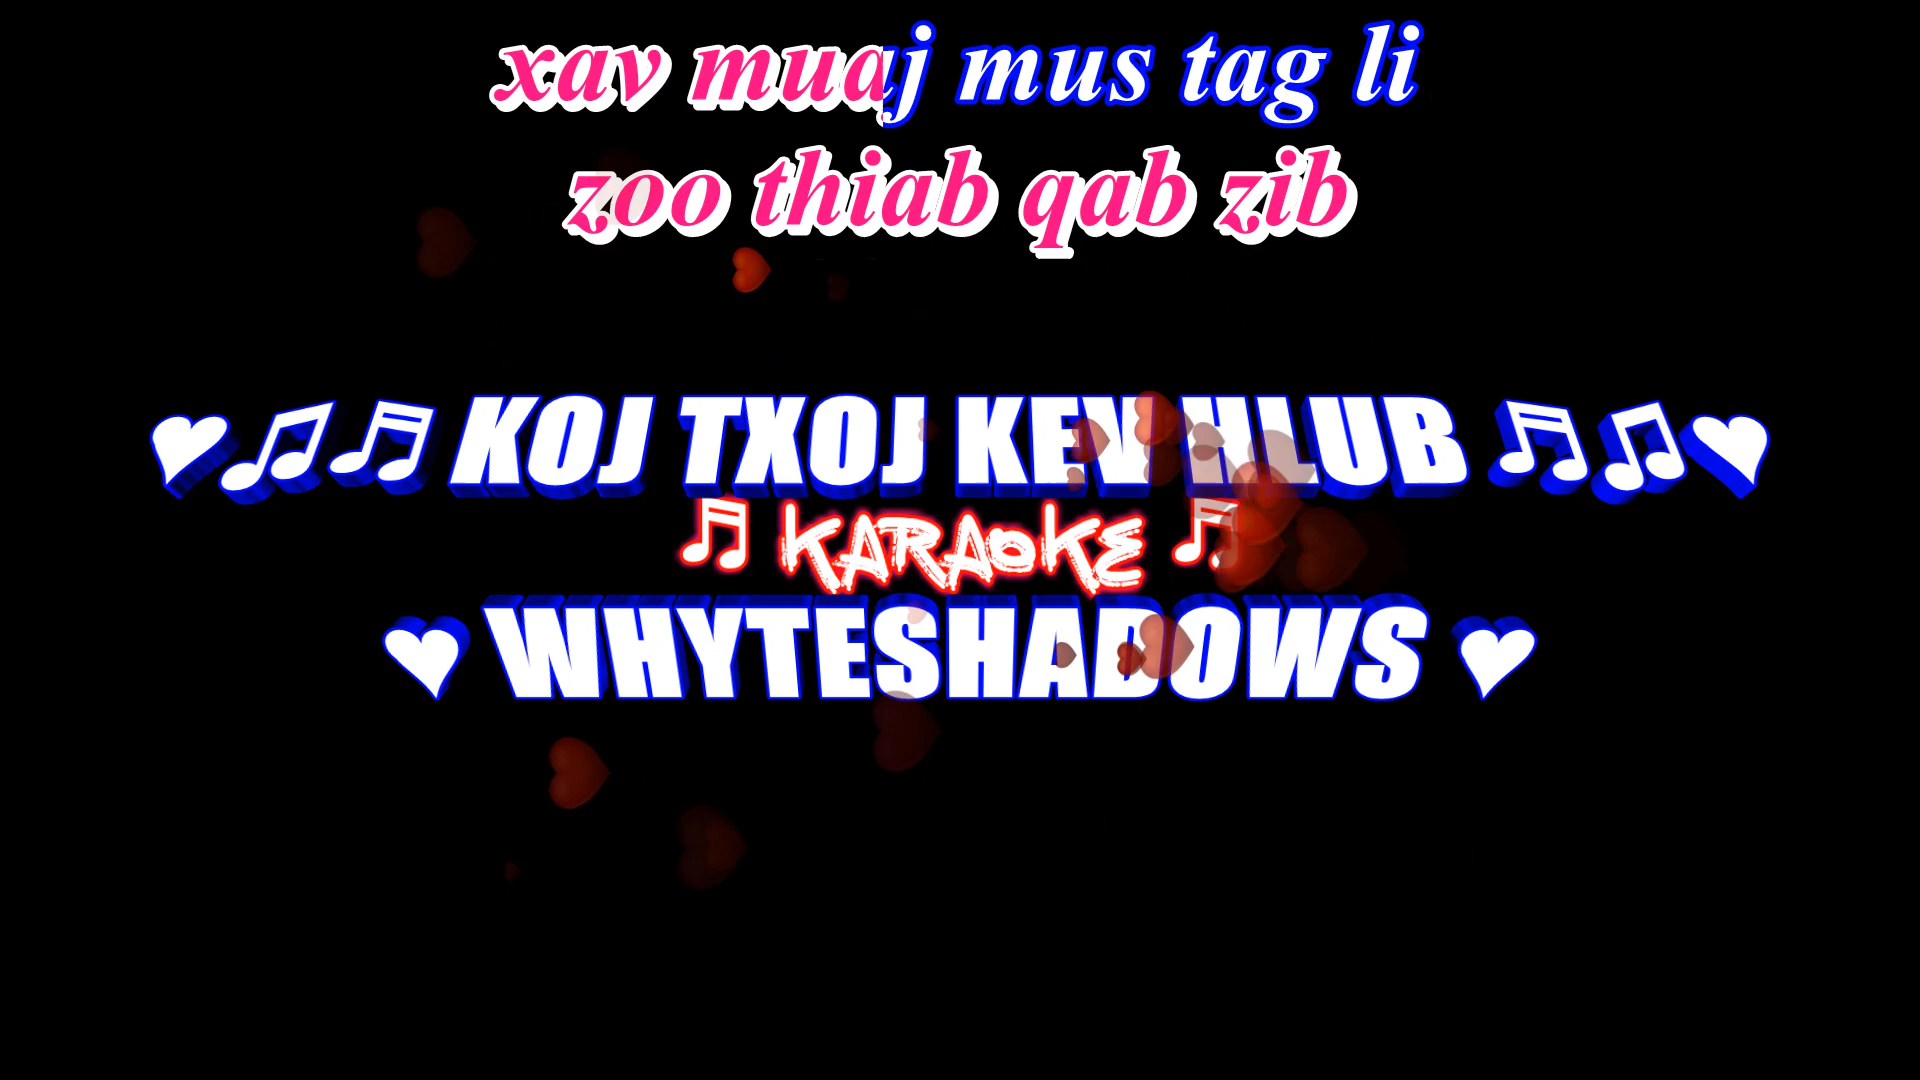 xav muaj mus tag li
zoo thiab qab zib
♥♫♬ KOJ TXOJ KEV HLUB ♬♫♥
♬ KARAOKE ♬
♥ WHYTESHADOWS ♥